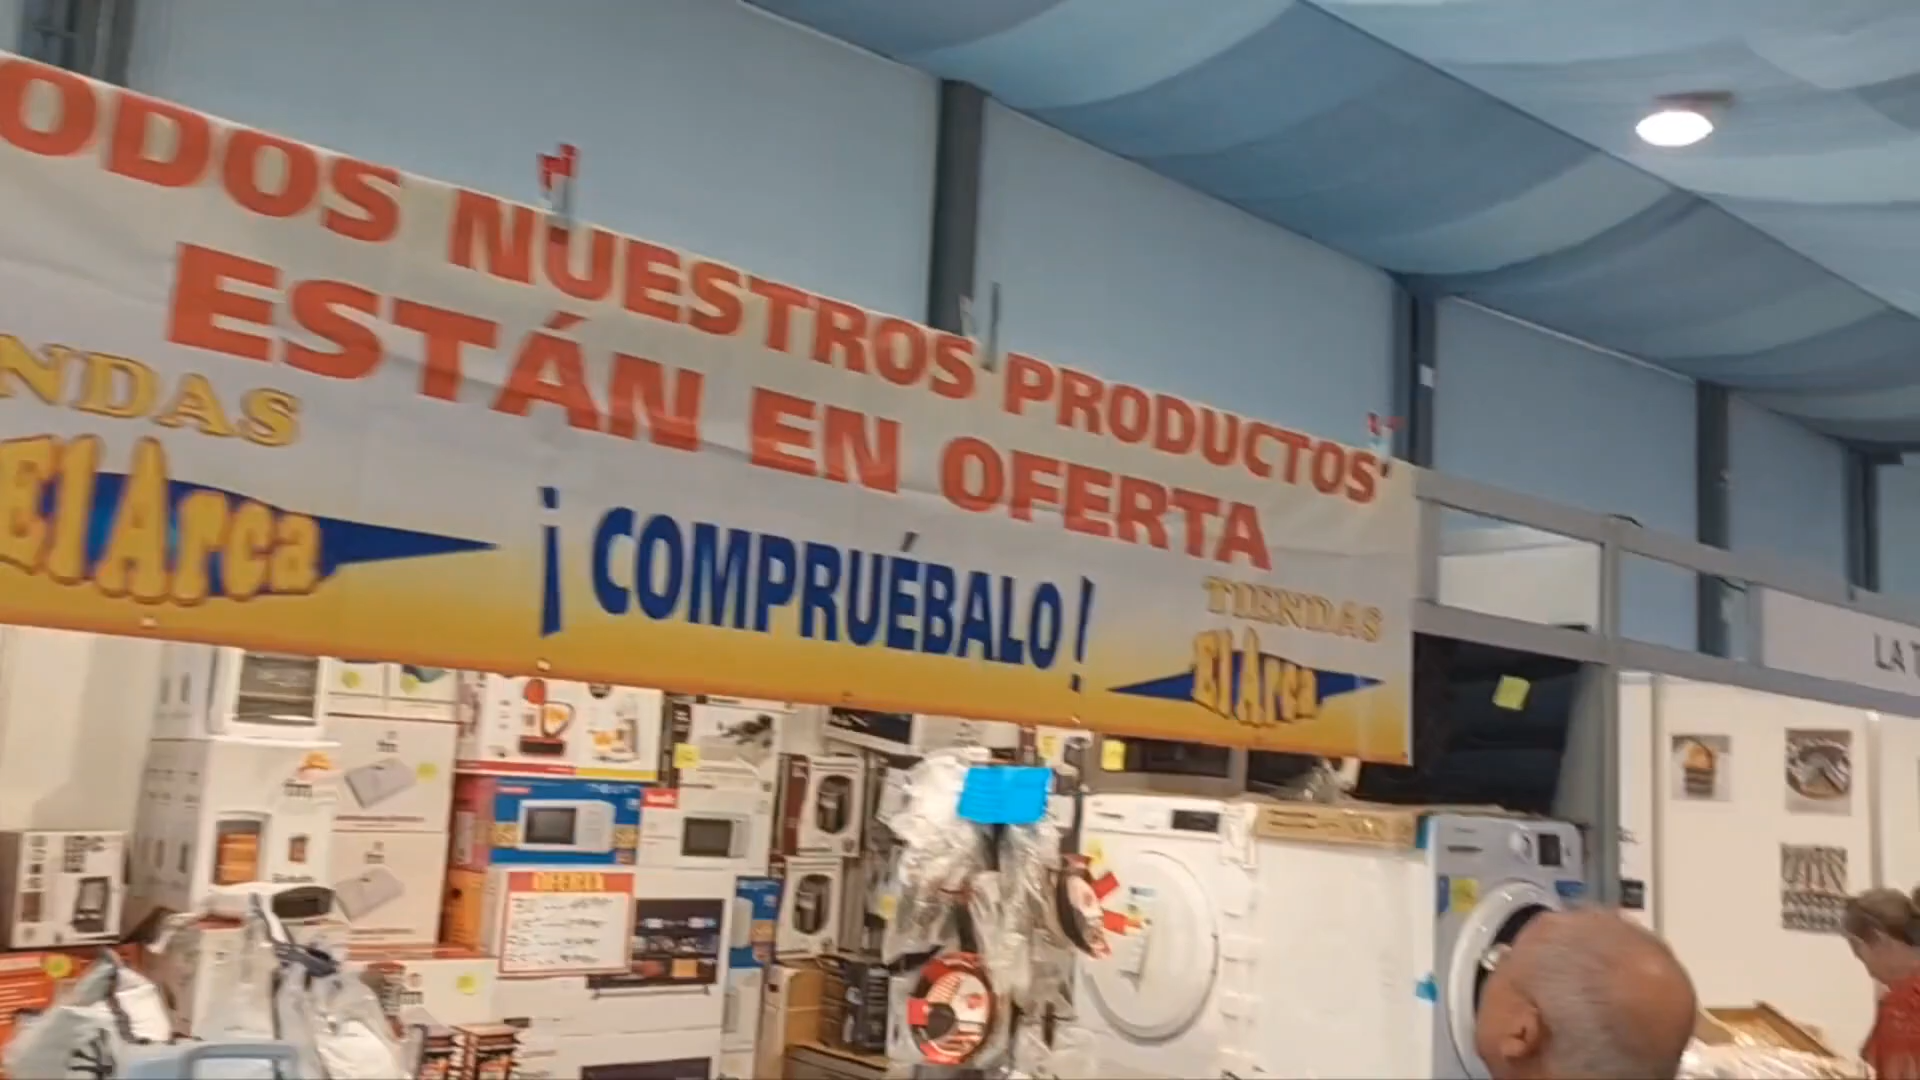 ODOS NUESTROS PRODUCTOS
ESTÁN EN OFERTA
NDAS
El Arca
¡COMPRUÉBALO!
TIENDAS
El Arca
LA T
OFERTA